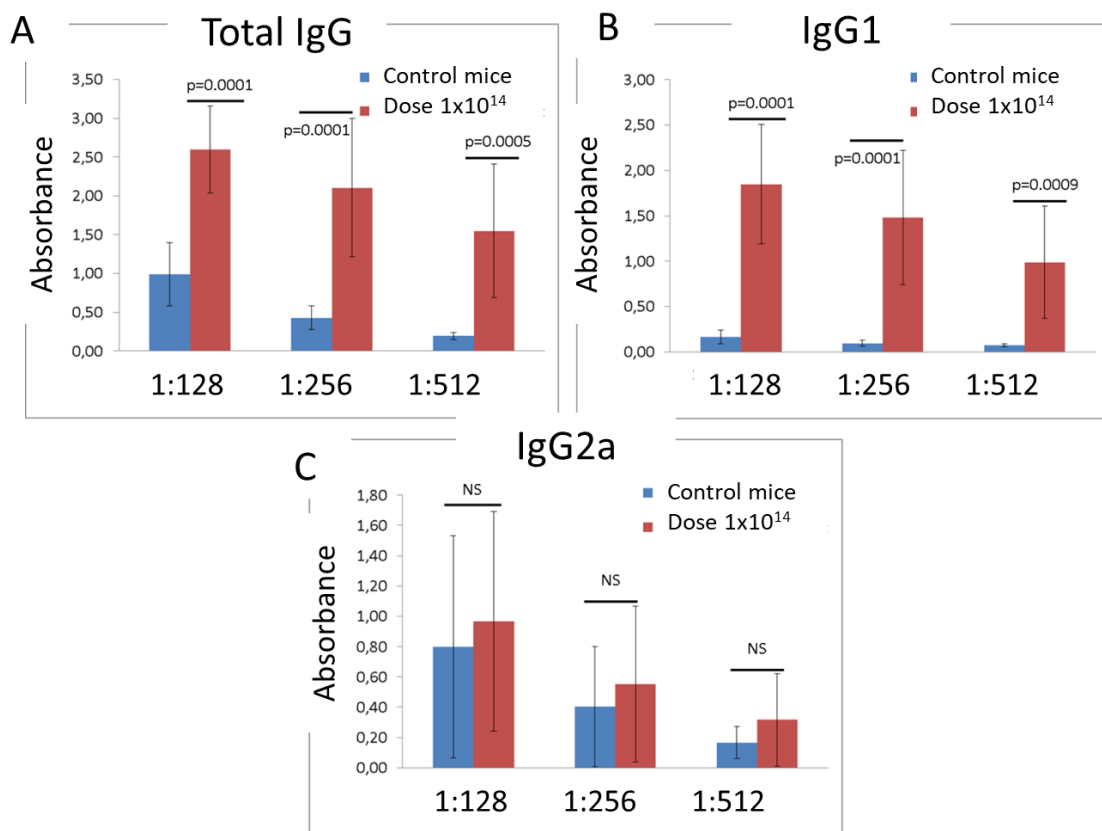 A
Total IgG
Control mice
Dose 1x10¹⁴
Absorbance
3,50
3,00
2,50
2,00
1,50
1,00
0,50
0,00
p=0.0001
p=0.0001
p=0.0005
1:128
1:256
1:512
B
IgG1
Control mice
Dose 1x10¹⁴
Absorbance
3,00
2,50
2,00
1,50
1,00
0,50
0,00
p=0.0001
p=0.0001
p=0.0009
1:128
1:256
1:512
C
IgG2a
Control mice
Dose 1x10¹⁴
Absorbance
1,80
1,60
1,40
1,20
1,00
0,80
0,60
0,40
0,20
0,00
NS
NS
NS
1:128
1:256
1:512